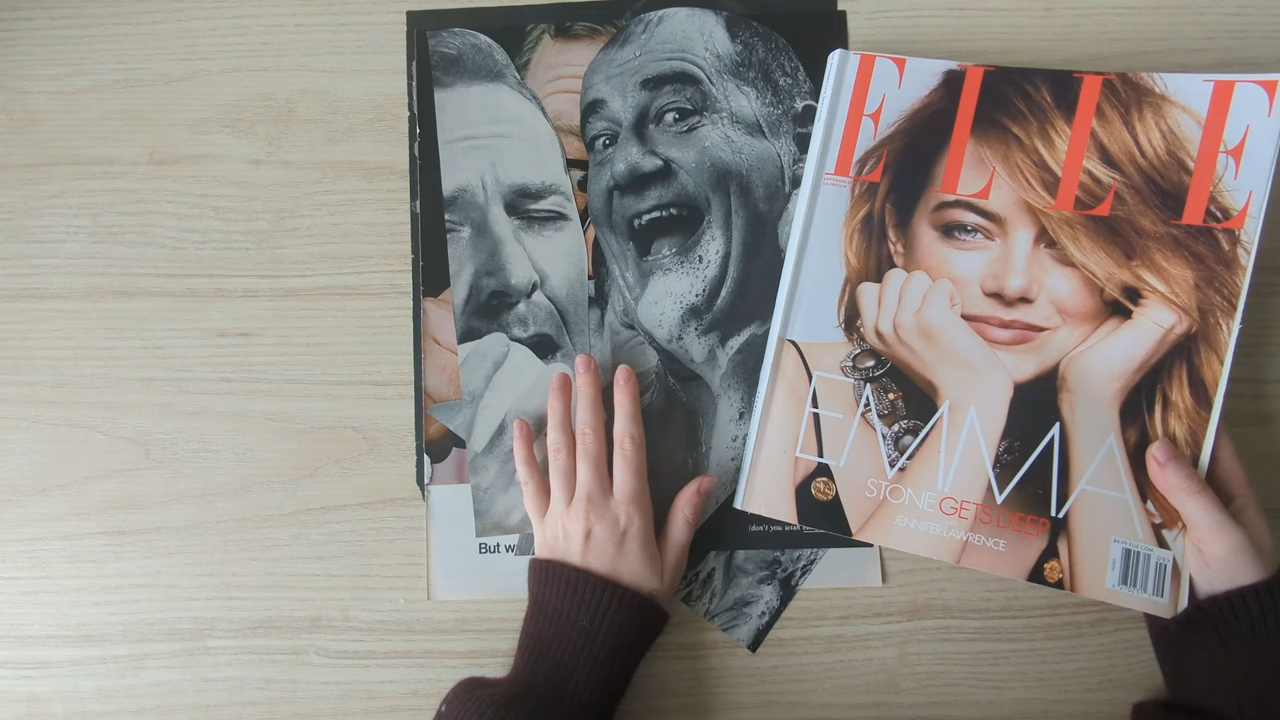 ELLE
EMMA
STONE GETS DEEP
JENNIFER LAWRENCE
But w
(don't you wish